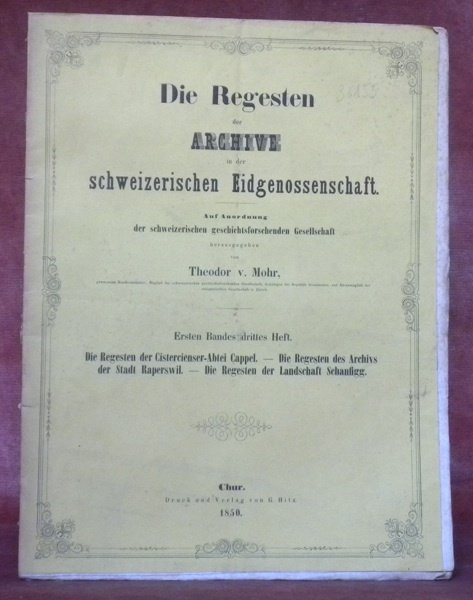 Die Regesten
der
ARCHIVE
in der
schweizerischen Eidgenossenschaft.
Auf Anordnung
der schweizerischen geschichtsforschenden Gesellschaft
herausgegeben
von
Theodor v. Mohr,
Ersten Bandes drittes Heft.
Die Regesten der Cistercienser-Abtei Cappel. — Die Regesten des Archivs
der Stadt Raperswil. — Die Regesten der Landschaft Schanfigg.
Chur.
Druck und Verlag von G. Hitz.
1850.